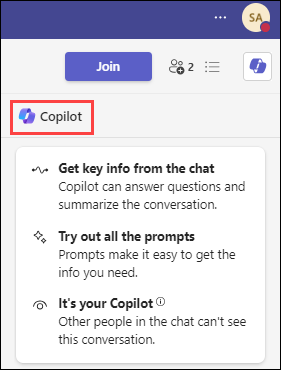 ... SA
Join 2
Copilot
Get key info from the chat
Copilot can answer questions and
summarize the conversation.
Try out all the prompts
Prompts make it easy to get the
info you need.
It's your Copilot
Other people in the chat can't see
this conversation.